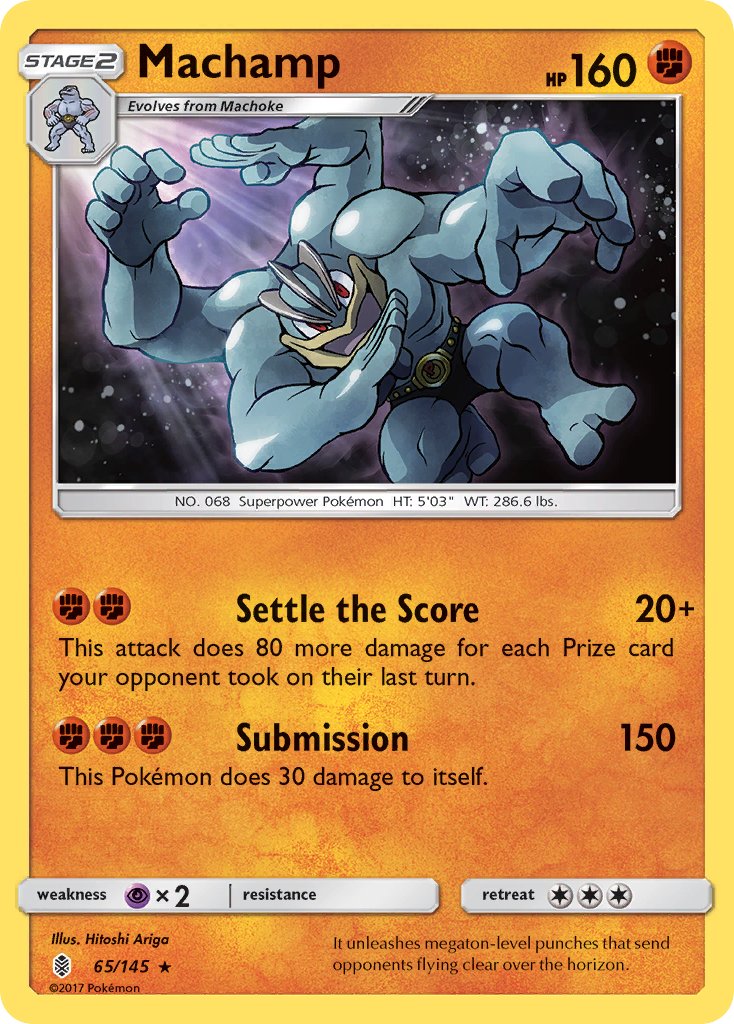 STAGE2
Machamp
HP 160
Evolves from Machoke
NO. 068 Superpower Pokémon HT: 5'03" WT: 286.6 lbs.
Settle the Score 20+
This attack does 80 more damage for each Prize card
your opponent took on their last turn.
Submission 150
This Pokémon does 30 damage to itself.
weakness ×2 resistance retreat
Illus. Hitoshi Ariga
65/145 ★
©2017 Pokémon
It unleashes megaton-level punches that send
opponents flying clear over the horizon.